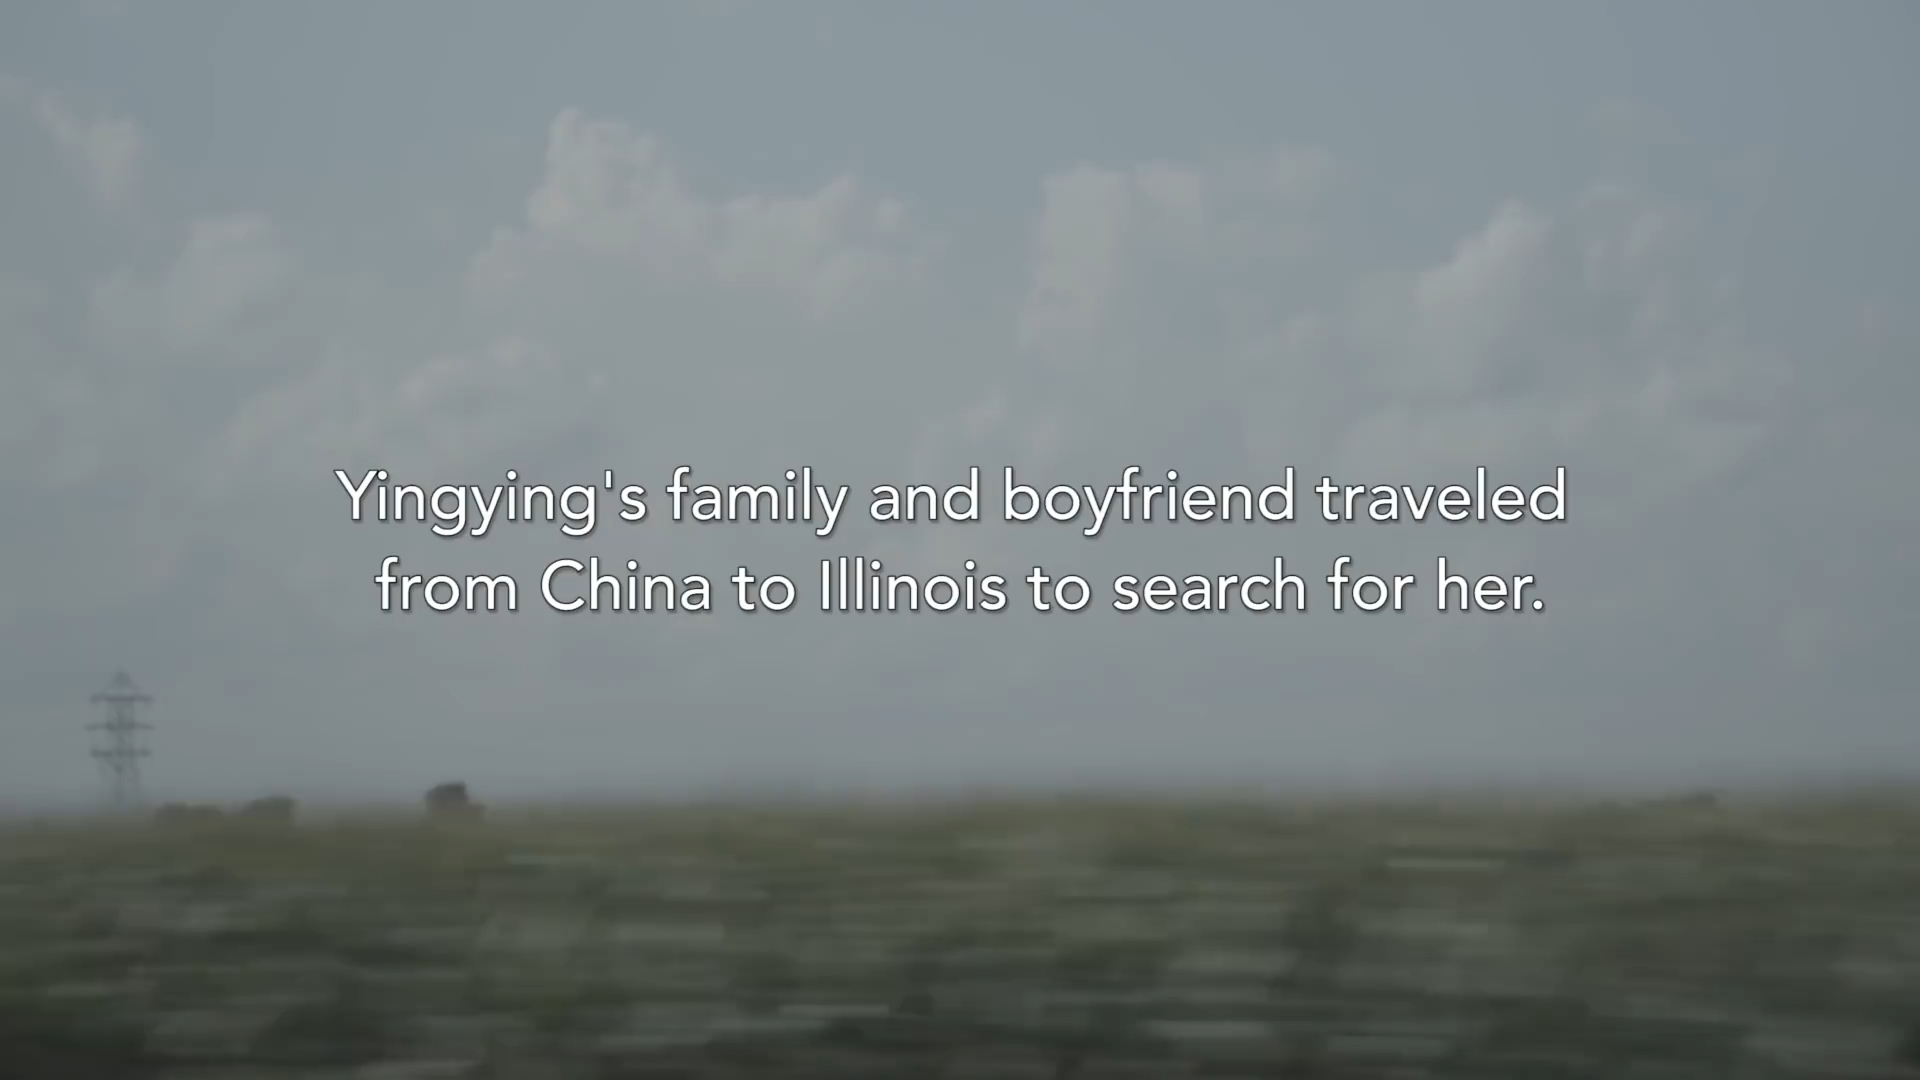 Yingying's family and boyfriend traveled
from China to Illinois to search for her.